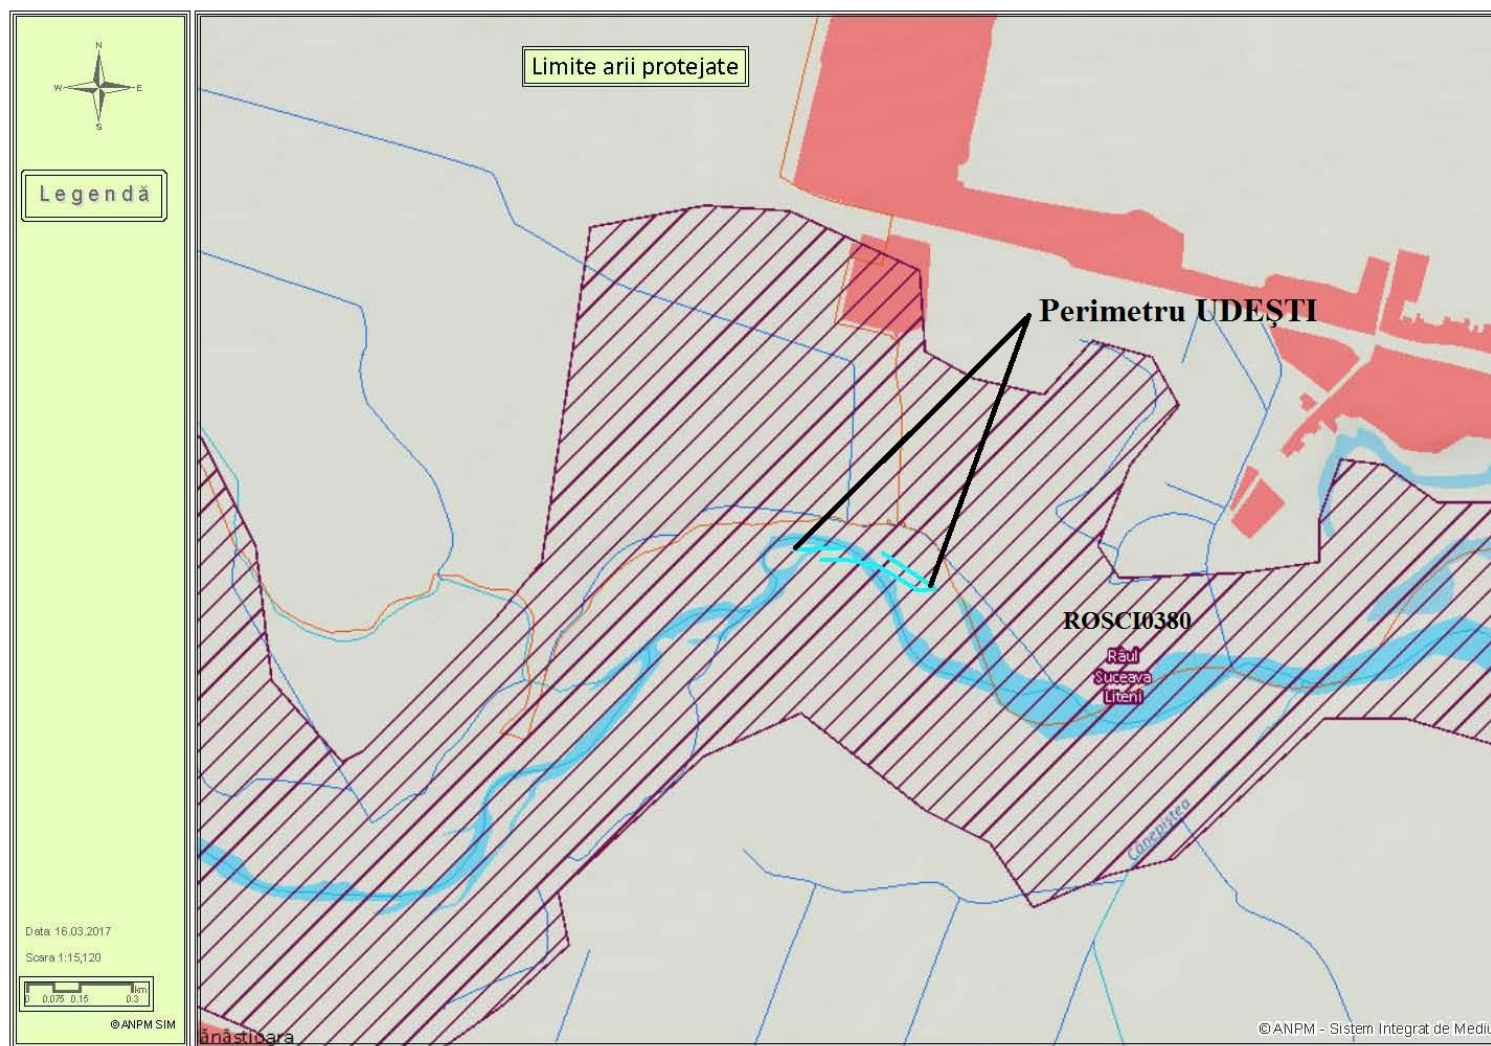 N
W E
S
Legendă
Data: 16.03.2017
Scara 1:15,120
km
0 0.075 0.15 0.3
©ANPM SIM
Limite arii protejate
Perimetru UDEŞTI
ROSCI0380
Râul
Suceava
Liteni
Cânepiştea
ănăstioara
©ANPM - Sistem Integrat de Mediu